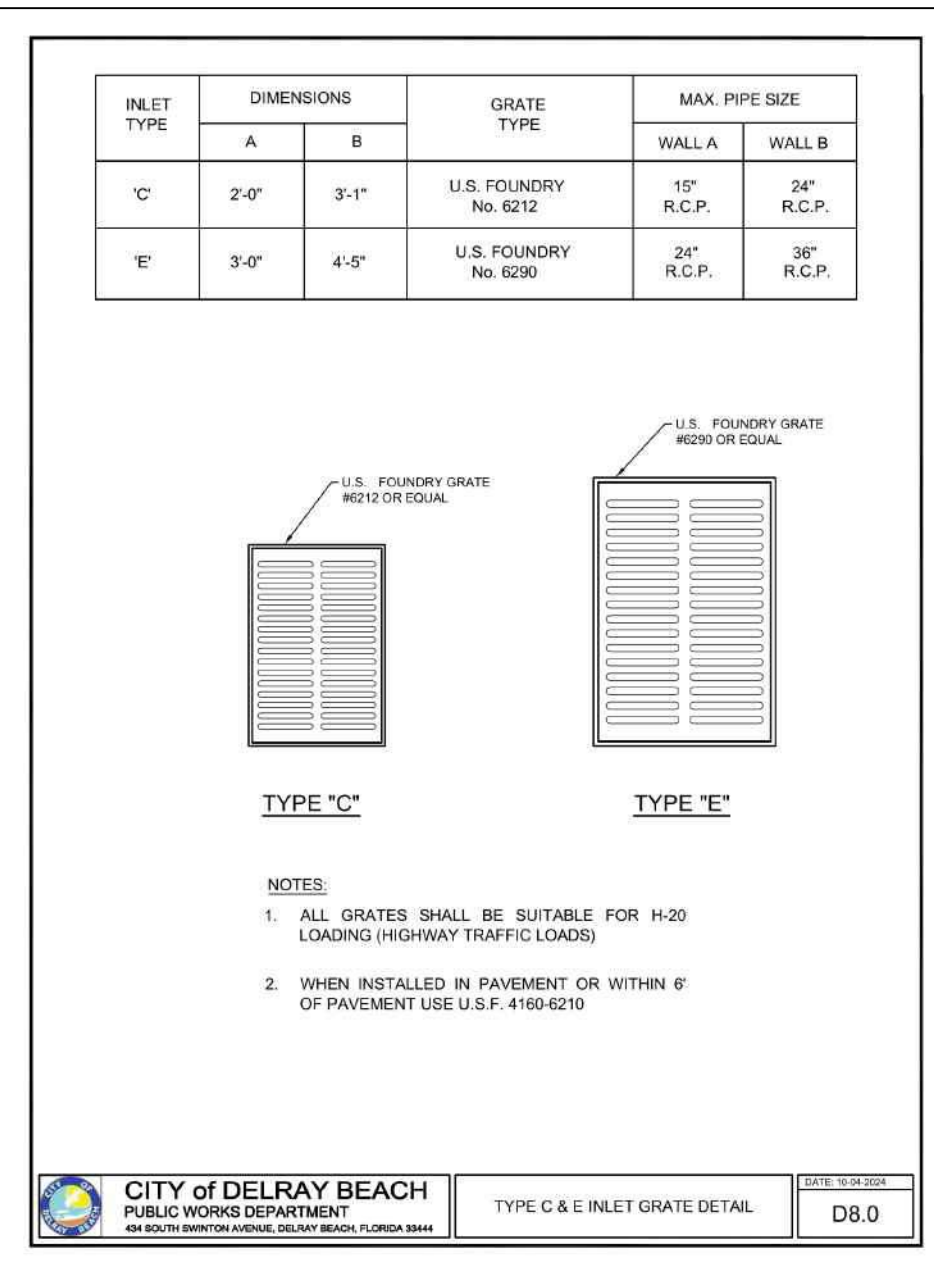 INLET TYPE
DIMENSIONS
GRATE TYPE
MAX. PIPE SIZE
A
B
WALL A
WALL B
'C'
2'-0"
3'-1"
U.S. FOUNDRY
No. 6212
15"
R.C.P.
24"
R.C.P.
'E'
3'-0"
4'-5"
U.S. FOUNDRY
No. 6290
24"
R.C.P.
36"
R.C.P.
U.S. FOUNDRY GRATE
#6290 OR EQUAL
U.S. FOUNDRY GRATE
#6212 OR EQUAL
TYPE "C"
TYPE "E"
NOTES:
1. ALL GRATES SHALL BE SUITABLE FOR H-20
LOADING (HIGHWAY TRAFFIC LOADS)
2. WHEN INSTALLED IN PAVEMENT OR WITHIN 6'
OF PAVEMENT USE U.S.F. 4160-6210
CITY OF DELRAY BEACH
CITY of DELRAY BEACH
PUBLIC WORKS DEPARTMENT
434 SOUTH SWINTON AVENUE, DELRAY BEACH, FLORIDA 33444
TYPE C & E INLET GRATE DETAIL
DATE: 10-04-2024
D8.0